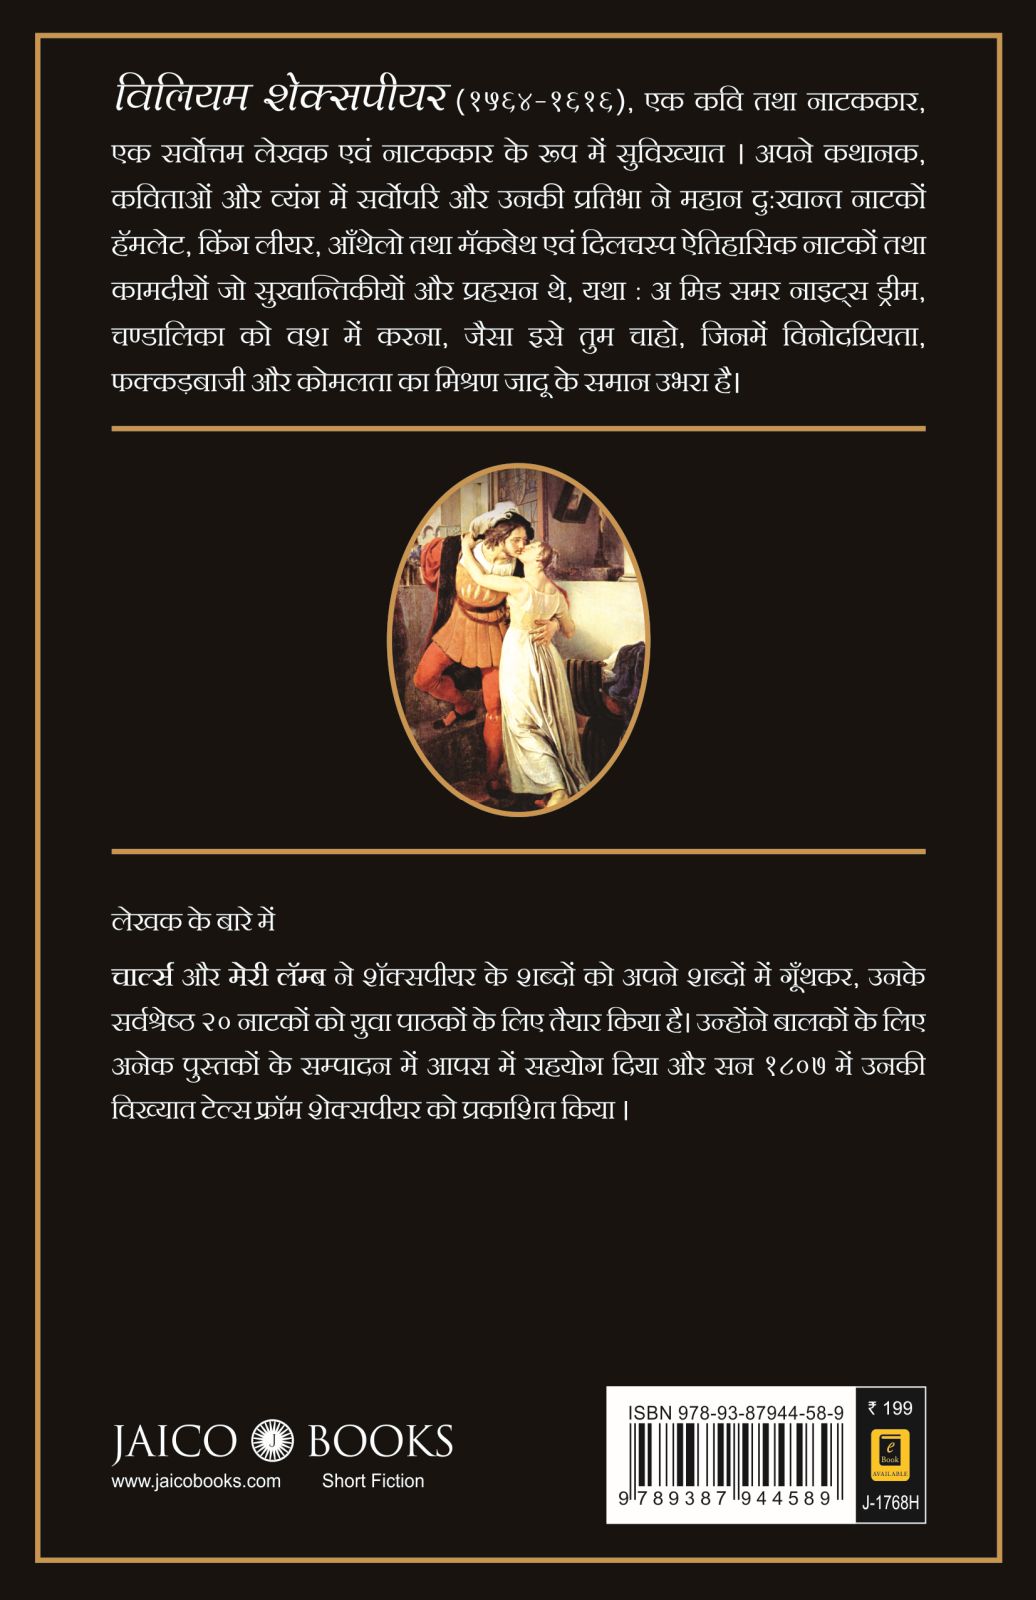 विलियम शेक्सपीयर (१५६४-१६१६), एक कवि तथा नाटककार,
एक सर्वोत्तम लेखक एवं नाटककार के रूप में सुविख्यात । अपने कथानक,
कविताओं और व्यंग में सर्वोपरि और उनकी प्रतिभा ने महान दुःखान्त नाटकों
हॅमलेट, किंग लीयर, आँथेलो तथा मॅकबेथ एवं दिलचस्प ऐतिहासिक नाटकों तथा
कामदीयों जो सुखान्तिकीयों और प्रहसन थे, यथा : अ मिड समर नाइट्स ड्रीम,
चण्डालिका को वश में करना, जैसा इसे तुम चाहो, जिनमें विनोदप्रियता,
फक्कड़बाजी और कोमलता का मिश्रण जादू के समान उभरा है।
लेखक के बारे में
चार्ल्स और मेरी लॅम्ब ने शॅक्सपीयर के शब्दों को अपने शब्दों में गूँथकर, उनके
सर्वश्रेष्ठ २० नाटकों को युवा पाठकों के लिए तैयार किया है। उन्होंने बालकों के लिए
अनेक पुस्तकों के सम्पादन में आपस में सहयोग दिया और सन १८०७ में उनकी
विख्यात टेल्स फ्रॉम शेक्सपीयर को प्रकाशित किया ।
JAICO J BOOKS
www.jaicobooks.com Short Fiction
ISBN 978-93-87944-58-9
9 789387 944589
₹ 199
e
Book
AVAILABLE
J-1768H